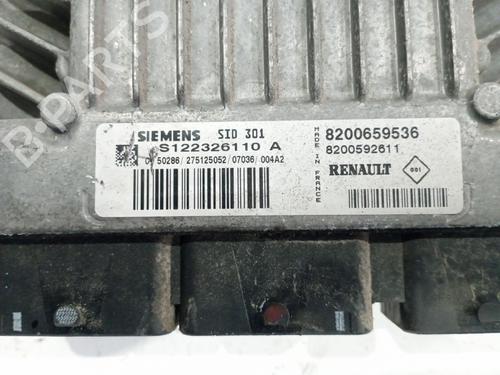 SIEMENS SID 301
S122326110 A
50286/ 275125052 /07036/ 004A2
MADE IN FRANCE
8200659536
8200592611
RENAULT
001
B-PARTS